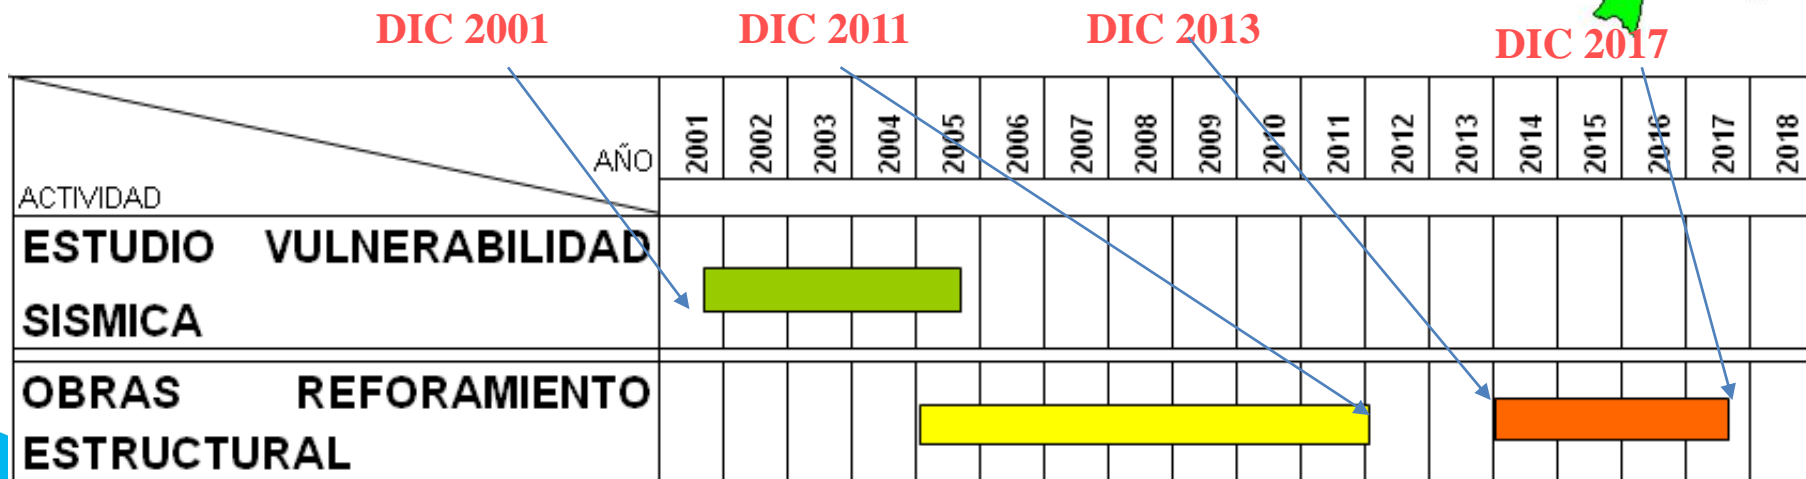 DIC 2001 DIC 2011 DIC 2013 DIC 2017
AÑO 2001 2002 2003 2004 2005 2006 2007 2008 2009 2010 2011 2012 2013 2014 2015 2016 2017 2018
ACTIVIDAD
ESTUDIO VULNERABILIDAD
SISMICA
OBRAS REFORAMIENTO
ESTRUCTURAL